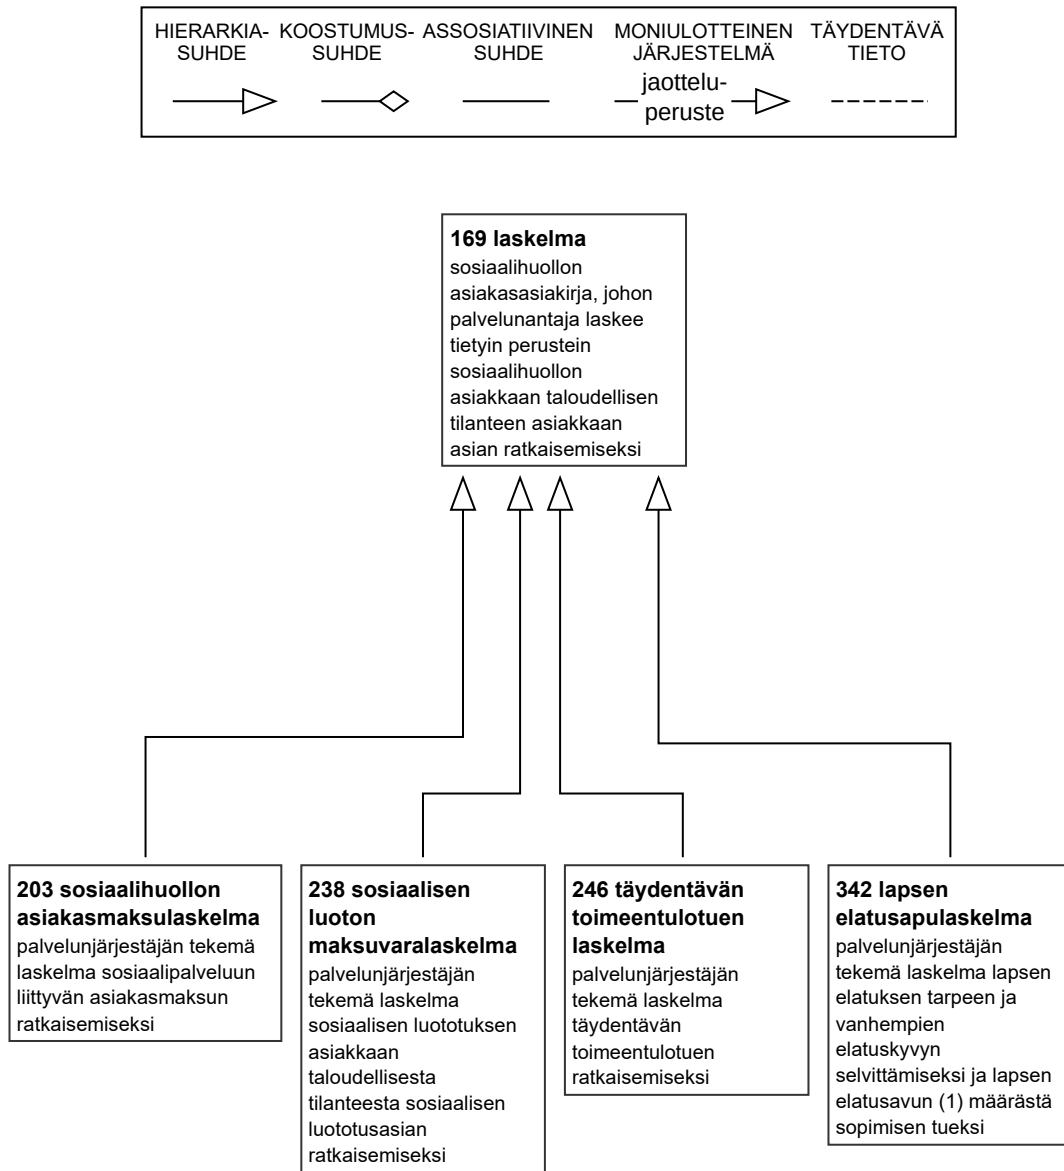 HIERARKIA-
SUHDE
KOOSTUMUS-
SUHDE
ASSOSIATIIVINEN
SUHDE
MONIULOTTEINEN
JÄRJESTELMÄ
jaottelu-
peruste
TÄYDENTÄVÄ
TIETO
169 laskelma
sosiaalihuollon
asiakasasiakirja, johon
palvelunantaja laskee
tietyin perustein
sosiaalihuollon
asiakkaan taloudellisen
tilanteen asiakkaan
asian ratkaisemiseksi
203 sosiaalihuollon
asiakasmaksulaskelma
palvelunjärjestäjän tekemä
laskelma sosiaalipalveluun
liittyvän asiakasmaksun
ratkaisemiseksi
238 sosiaalisen
luoton
maksuvaralaskelma
palvelunjärjestäjän
tekemä laskelma
sosiaalisen luototuksen
asiakkaan
taloudellisesta
tilanteesta sosiaalisen
luototusasian
ratkaisemiseksi
246 täydentävän
toimeentulotuen
laskelma
palvelunjärjestäjän
tekemä laskelma
täydentävän
toimeentulotuen
ratkaisemiseksi
342 lapsen
elatusapulaskelma
palvelunjärjestäjän
tekemä laskelma lapsen
elatuksen tarpeen ja
vanhempien
elatuskyvyn
selvittämiseksi ja lapsen
elatusavun (1) määrästä
sopimisen tueksi